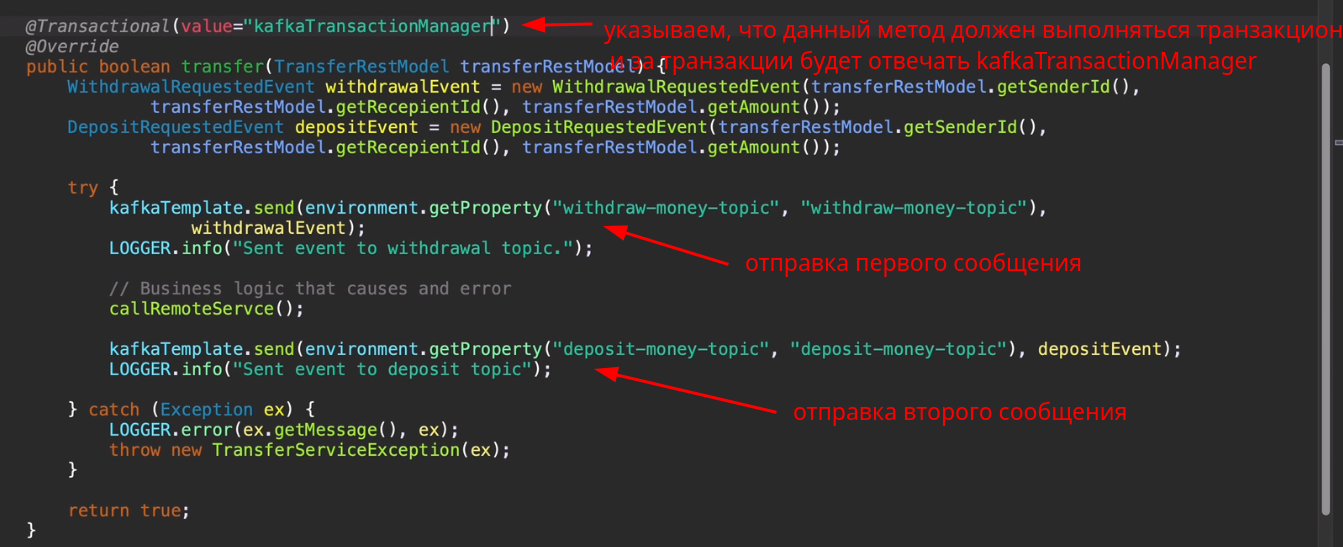 @Transactional(value="kafkaTransactionManager")
указываем, что данный метод должен выполняться транзакцион
@Override
и за транзакции будет отвечать kafkaTransactionManager
public boolean transfer(TransferRestModel transferRestModel) {
WithdrawalRequestedEvent withdrawalEvent = new WithdrawalRequestedEvent(transferRestModel.getSenderId(),
transferRestModel.getRecepientId(), transferRestModel.getAmount());
DepositRequestedEvent depositEvent = new DepositRequestedEvent(transferRestModel.getSenderId(),
transferRestModel.getRecepientId(), transferRestModel.getAmount());
try {
kafkaTemplate.send(environment.getProperty("withdraw-money-topic", "withdraw-money-topic"),
withdrawalEvent);
LOGGER.info("Sent event to withdrawal topic.");
отправка первого сообщения
// Business logic that causes and error
callRemoteServce();
kafkaTemplate.send(environment.getProperty("deposit-money-topic", "deposit-money-topic"), depositEvent);
LOGGER.info("Sent event to deposit topic");
} catch (Exception ex) {
отправка второго сообщения
LOGGER.error(ex.getMessage(), ex);
throw new TransferServiceException(ex);
}
return true;
}